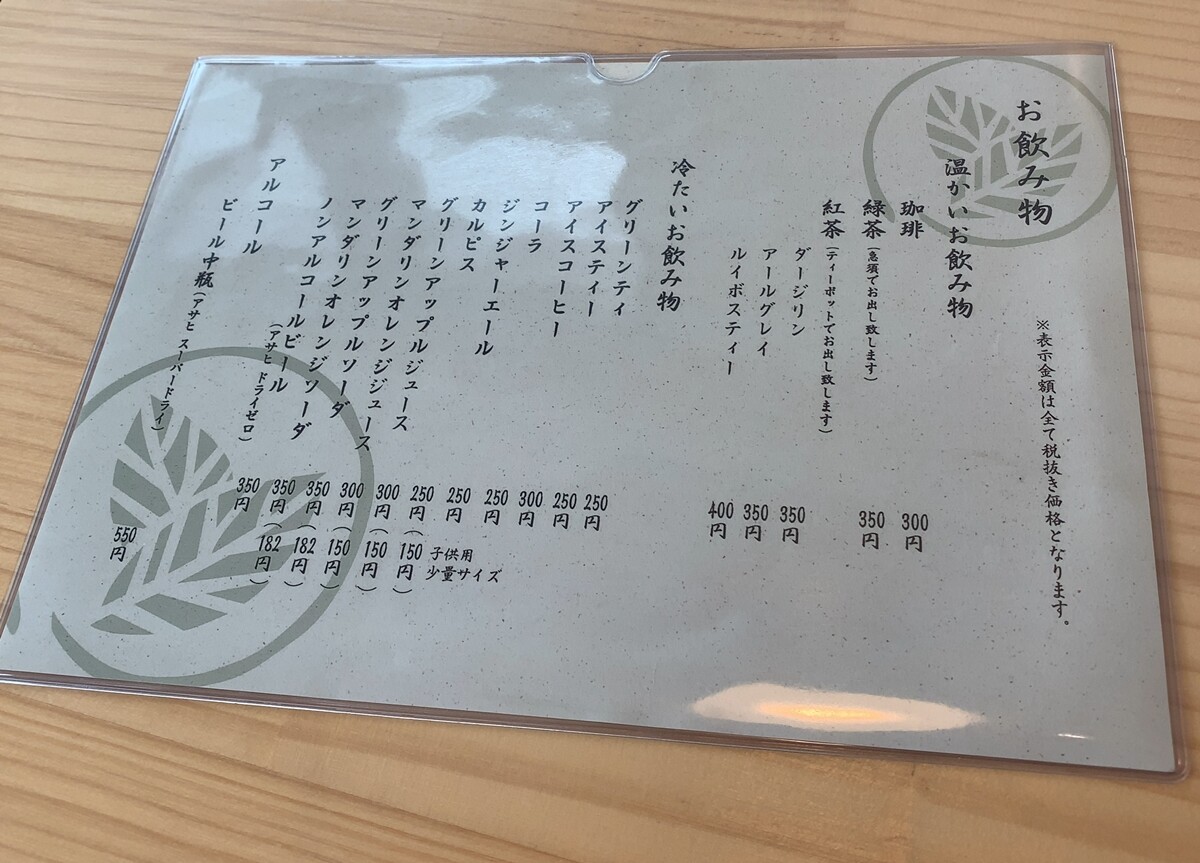 お飲み物
※表示金額は全て税抜き価格となります。
温かいお飲み物
珈琲 300円
緑茶(急須でお出し致します) 350円
紅茶(ティーポットでお出し致します)
ダージリン 350円
アールグレイ 350円
ルイボスティー 400円
冷たいお飲み物
グリーンティ 250円
アイスティー 250円
アイスコーヒー 300円
コーラ 250円
ジンジャーエール 250円
子供用
少量サイズ
カルピス 250円(150円)
グリーンアップルジュース 300円(150円)
マンダリンオレンジジュース 300円(150円)
グリーンアップルソーダ 350円(182円)
マンダリンオレンジソーダ 350円(182円)
ノンアルコールビール 350円
(アサヒ ドライゼロ)
アルコール
ビール中瓶(アサヒ スーパードライ) 550円